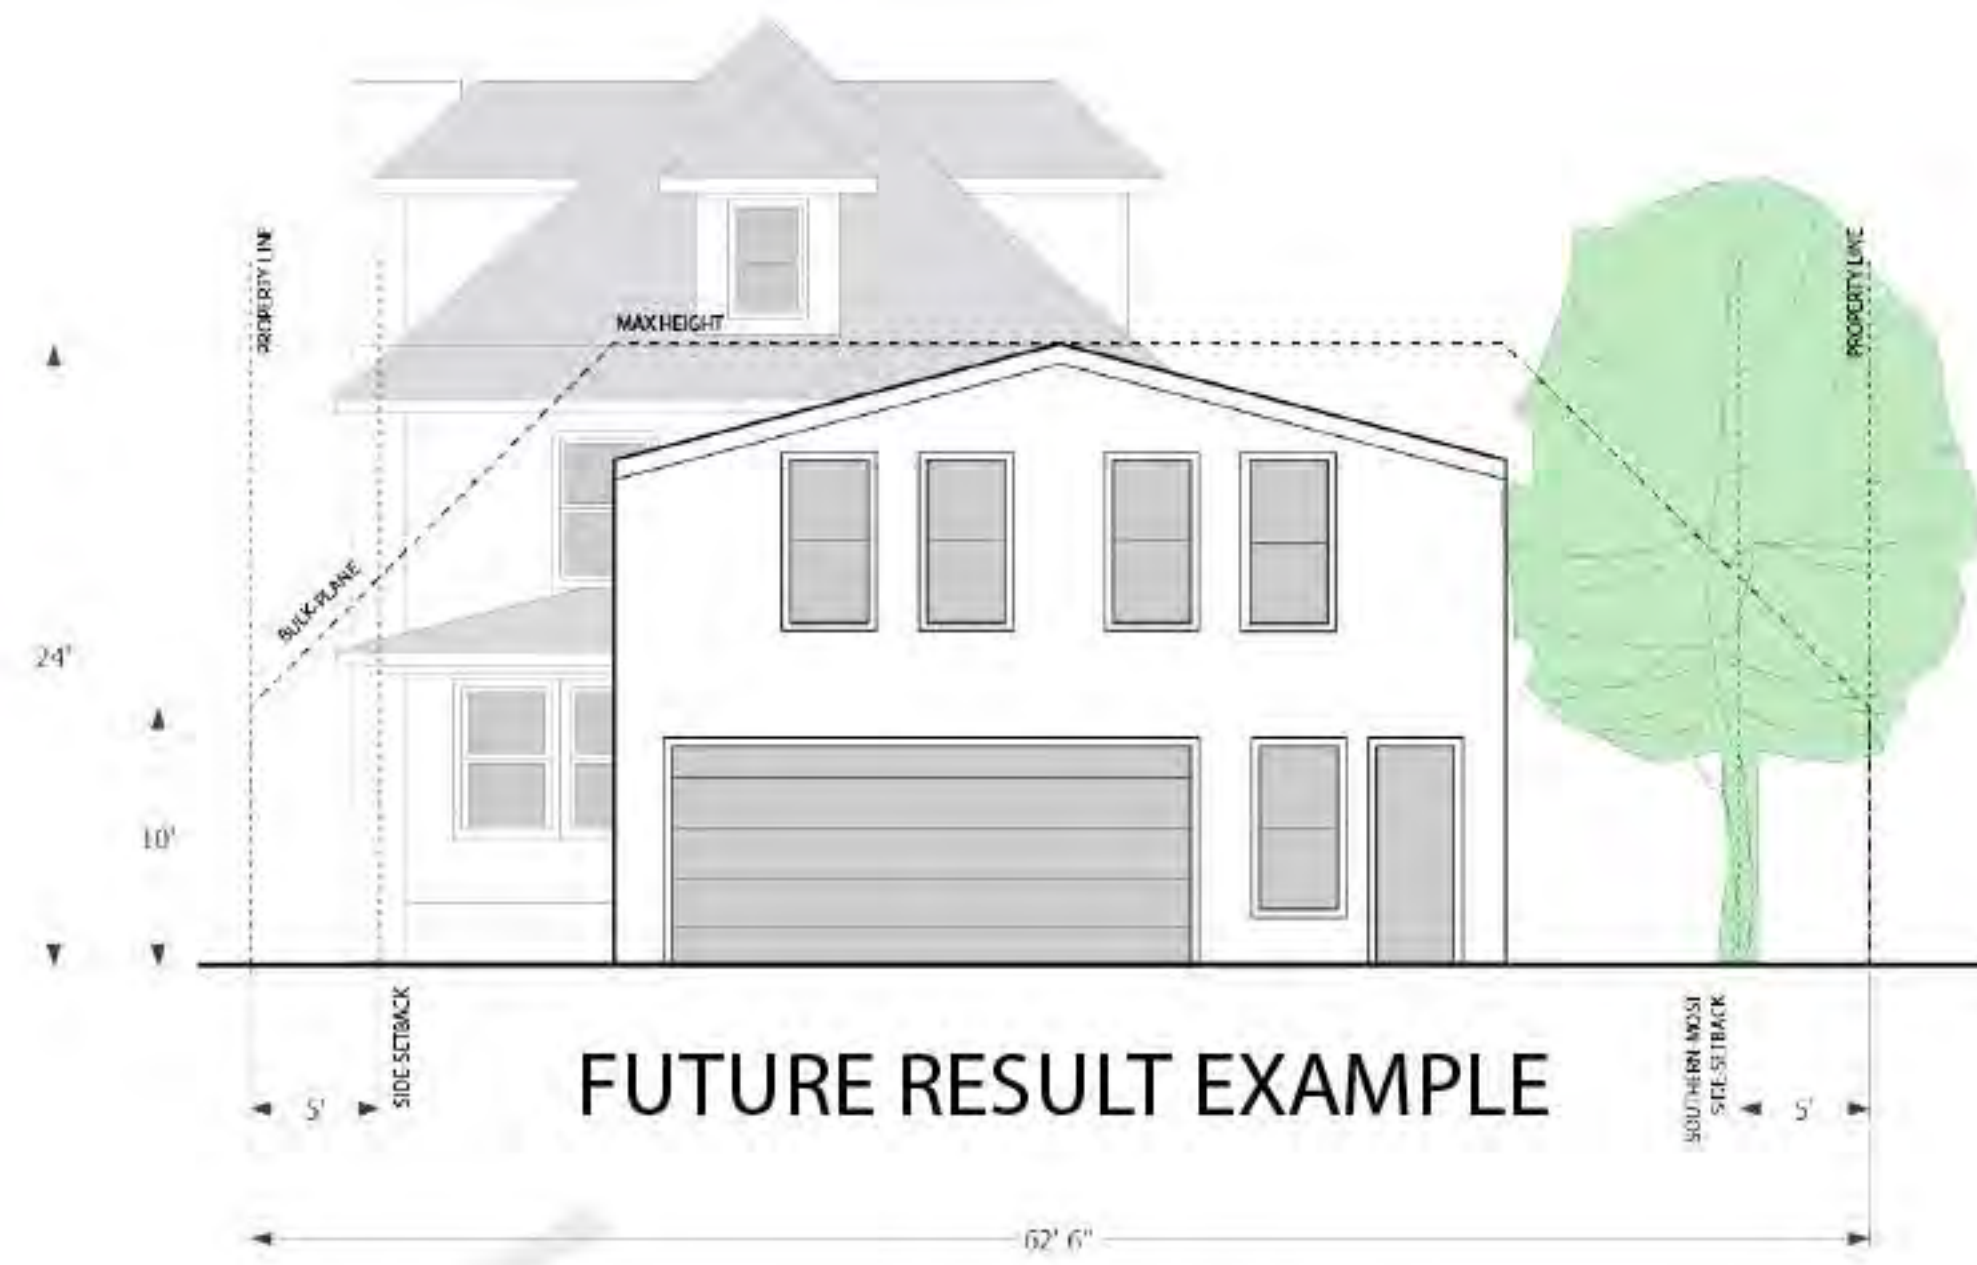 PROPERTY LINE
PROPERTY LINE
MAX HEIGHT
BULK-PLANE
24'
10'
SIDE-SETBACK
SOUTHERN-MOST
SIDE-SETBACK
FUTURE RESULT EXAMPLE
5'
5'
62' 6"